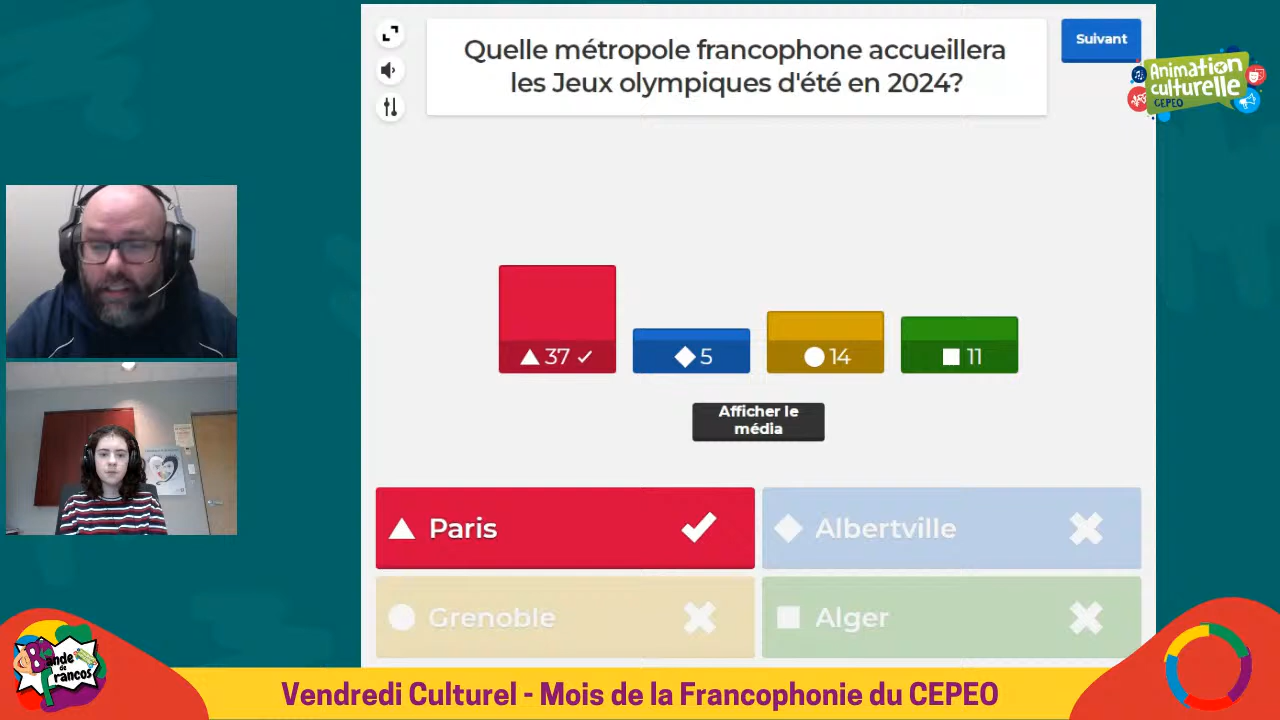 Quelle métropole francophone accueillera
les Jeux olympiques d'été en 2024?
Suivant
Animation
culturelle
CEPEO
37
5
14
11
Afficher le
média
Paris
Albertville
Grenoble
Alger
Bande
de
Francos
Vendredi Culturel - Mois de la Francophonie du CEPEO